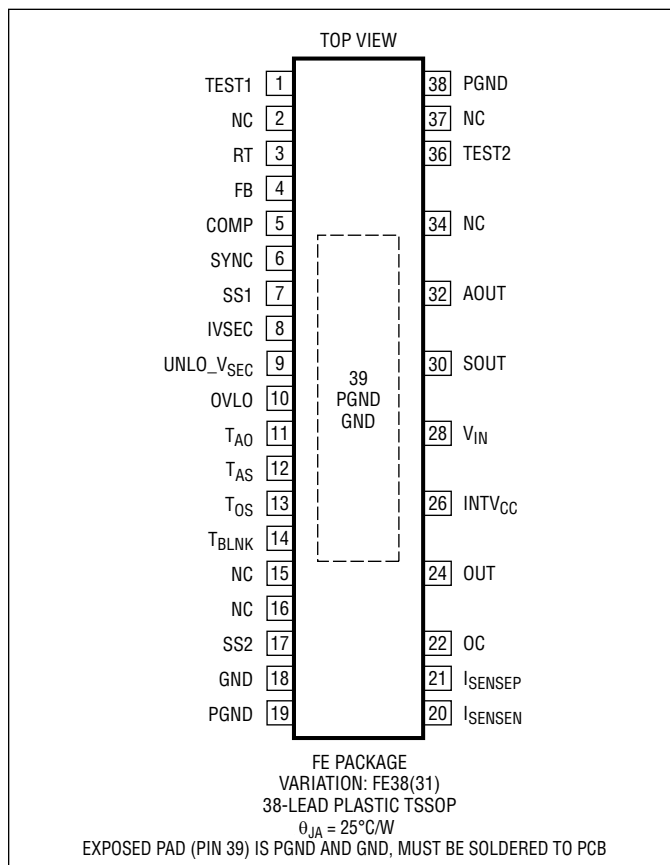 TOP VIEW
TEST1 1
NC 2
RT 3
FB 4
COMP 5
SYNC 6
SS1 7
IVSEC 8
UNLO_VSEC 9
OVLO 10
TAO 11
TAS 12
TOS 13
TBLNK 14
NC 15
NC 16
SS2 17
GND 18
PGND 19
39
PGND
GND
38 PGND
37 NC
36 TEST2
34 NC
32 AOUT
30 SOUT
28 VIN
26 INTVCC
24 OUT
22 OC
21 ISENSEP
20 ISENSEN
FE PACKAGE
VARIATION: FE38(31)
38-LEAD PLASTIC TSSOP
θJA = 25°C/W
EXPOSED PAD (PIN 39) IS PGND AND GND, MUST BE SOLDERED TO PCB